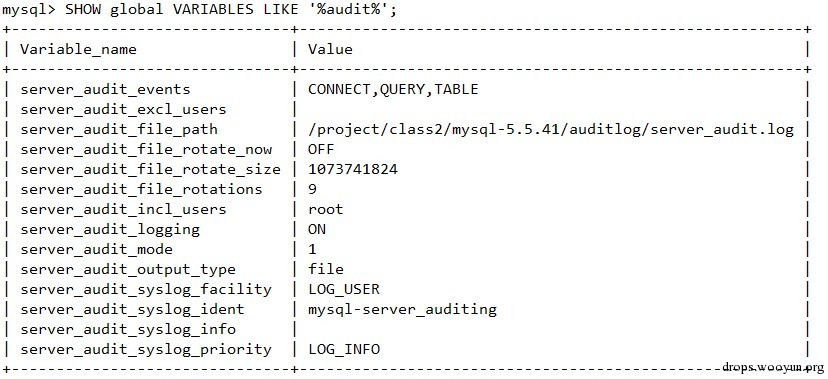 mysql> SHOW global VARIABLES LIKE '%audit%';
+-------------------------------+------------------------------------------------------+
| Variable_name                 | Value                                                |
+-------------------------------+------------------------------------------------------+
| server_audit_events           | CONNECT,QUERY,TABLE                                  |
| server_audit_excl_users       |                                                      |
| server_audit_file_path        | /project/class2/mysql-5.5.41/auditlog/server_audit.log |
| server_audit_file_rotate_now  | OFF                                                  |
| server_audit_file_rotate_size | 1073741824                                           |
| server_audit_file_rotations   | 9                                                    |
| server_audit_incl_users       | root                                                 |
| server_audit_logging          | ON                                                   |
| server_audit_mode             | 1                                                    |
| server_audit_output_type      | file                                                 |
| server_audit_syslog_facility  | LOG_USER                                             |
| server_audit_syslog_ident     | mysql-server_auditing                                |
| server_audit_syslog_info      |                                                      |
| server_audit_syslog_priority  | LOG_INFO                                             |
+-------------------------------+------------------------------------------------------+
drops.wooyun.org